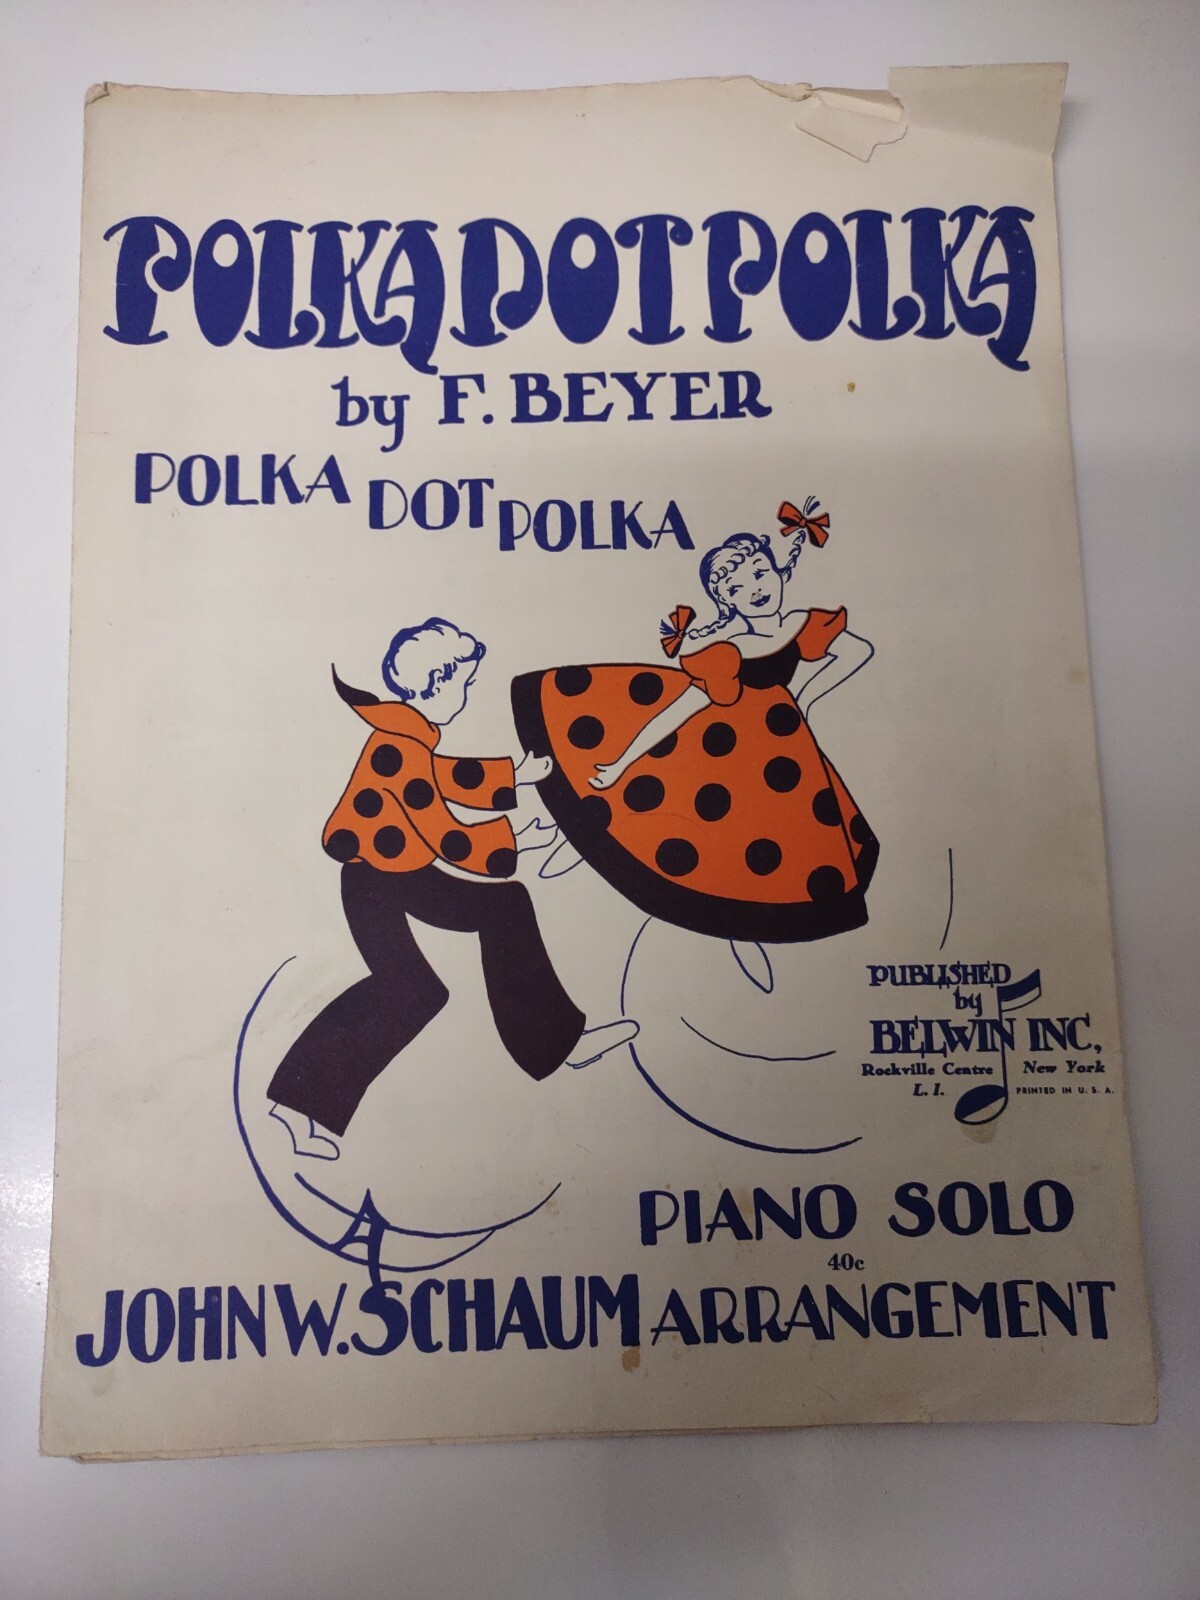 POLKA DOT POLKA
by F. BEYER
POLKA DOT POLKA
PUBLISHED
by
BELWIN INC,
Rockville Centre New York
L. I. PRINTED IN U. S. A.
PIANO SOLO
40c
A
JOHN W. SCHAUM ARRANGEMENT